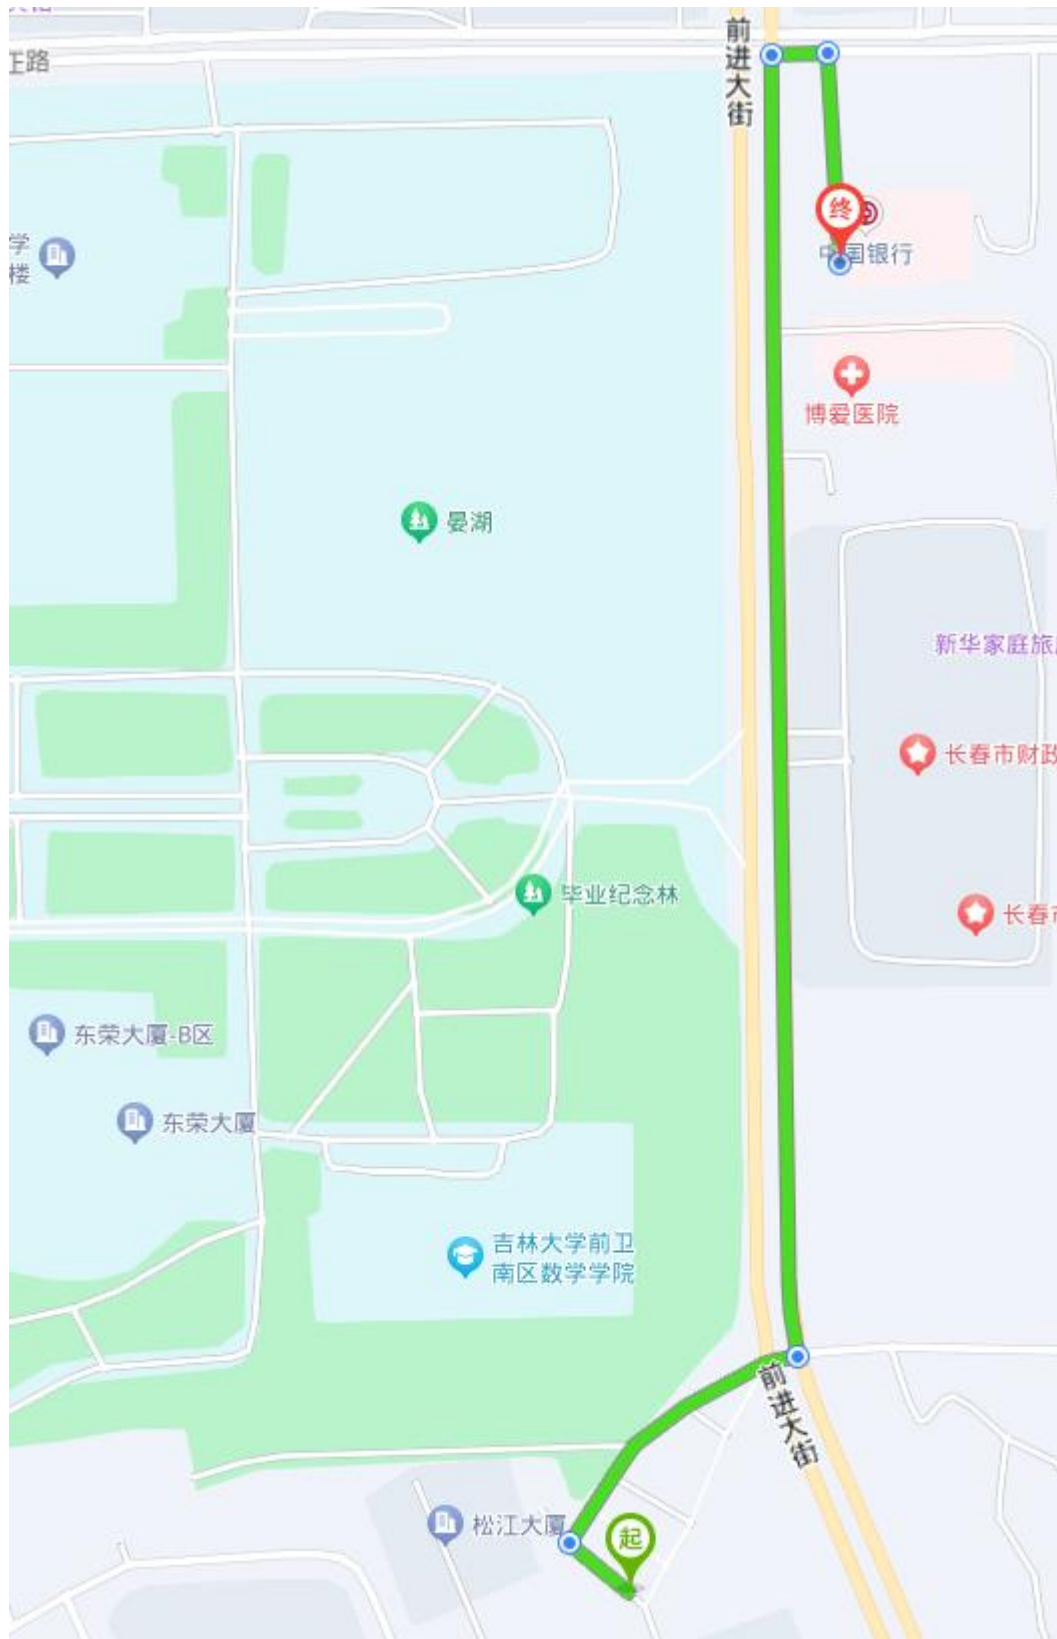 前进大街
正路
终
中国银行
学
楼
博爱医院
晏湖
新华家庭旅
长春市财政
毕业纪念林
长春市
东荣大厦-B区
东荣大厦
吉林大学前卫
南区数学学院
前进大街
松江大厦
起